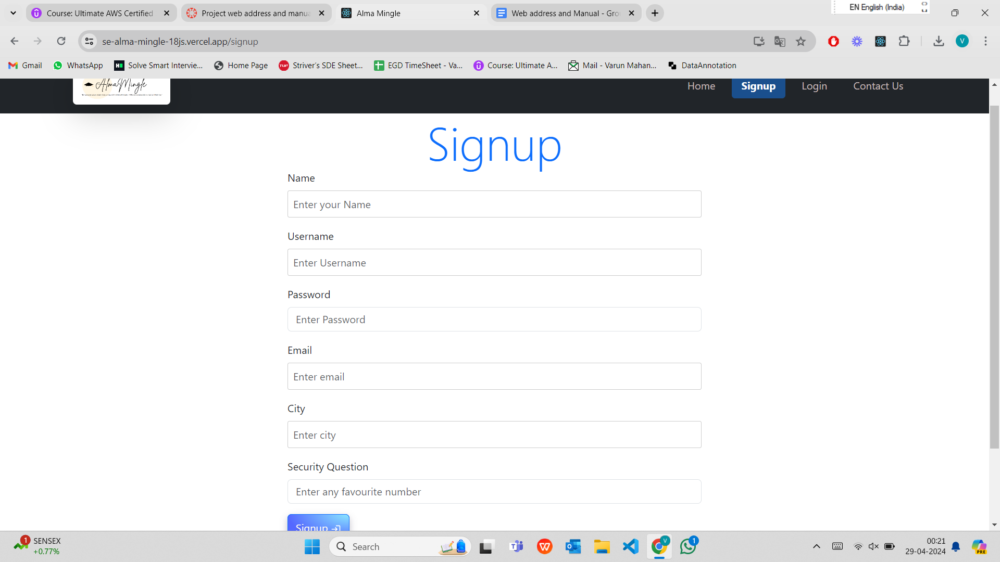 Course: Ultimate AWS Certified
Project web address and manua
Alma Mingle
Web address and Manual - Gro
EN English (India)
se-alma-mingle-18js.vercel.app/signup
V
Gmail
WhatsApp
Solve Smart Intervie...
Home Page
Striver's SDE Sheet...
EGD TimeSheet - Va...
Course: Ultimate A...
Mail - Varun Mahan...
DataAnnotation
AlmaMingle
Home
Signup
Login
Contact Us
Signup
Name
Enter your Name
Username
Enter Username
Password
Enter Password
Email
Enter email
City
Enter city
Security Question
Enter any favourite number
Signup
1
SENSEX
+0.77%
Search
V
1
00:21
29-04-2024
PRE